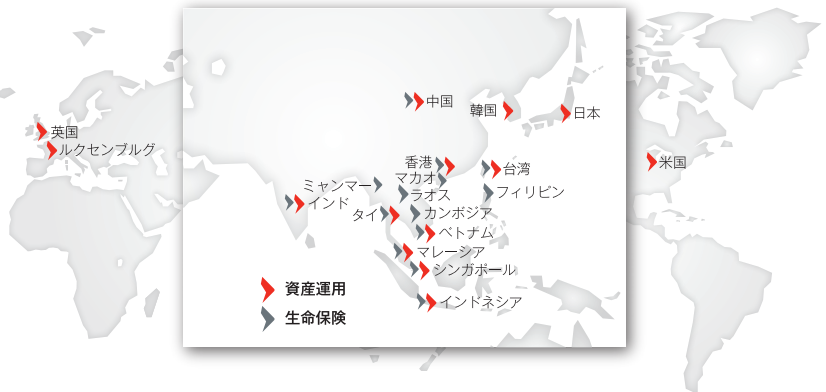 英国
ルクセンブルグ
中国
韓国
日本
香港
マカオ
台湾
米国
ミャンマー
ラオス
フィリピン
インド
タイ
カンボジア
ベトナム
マレーシア
シンガポール
インドネシア
資産運用
生命保険